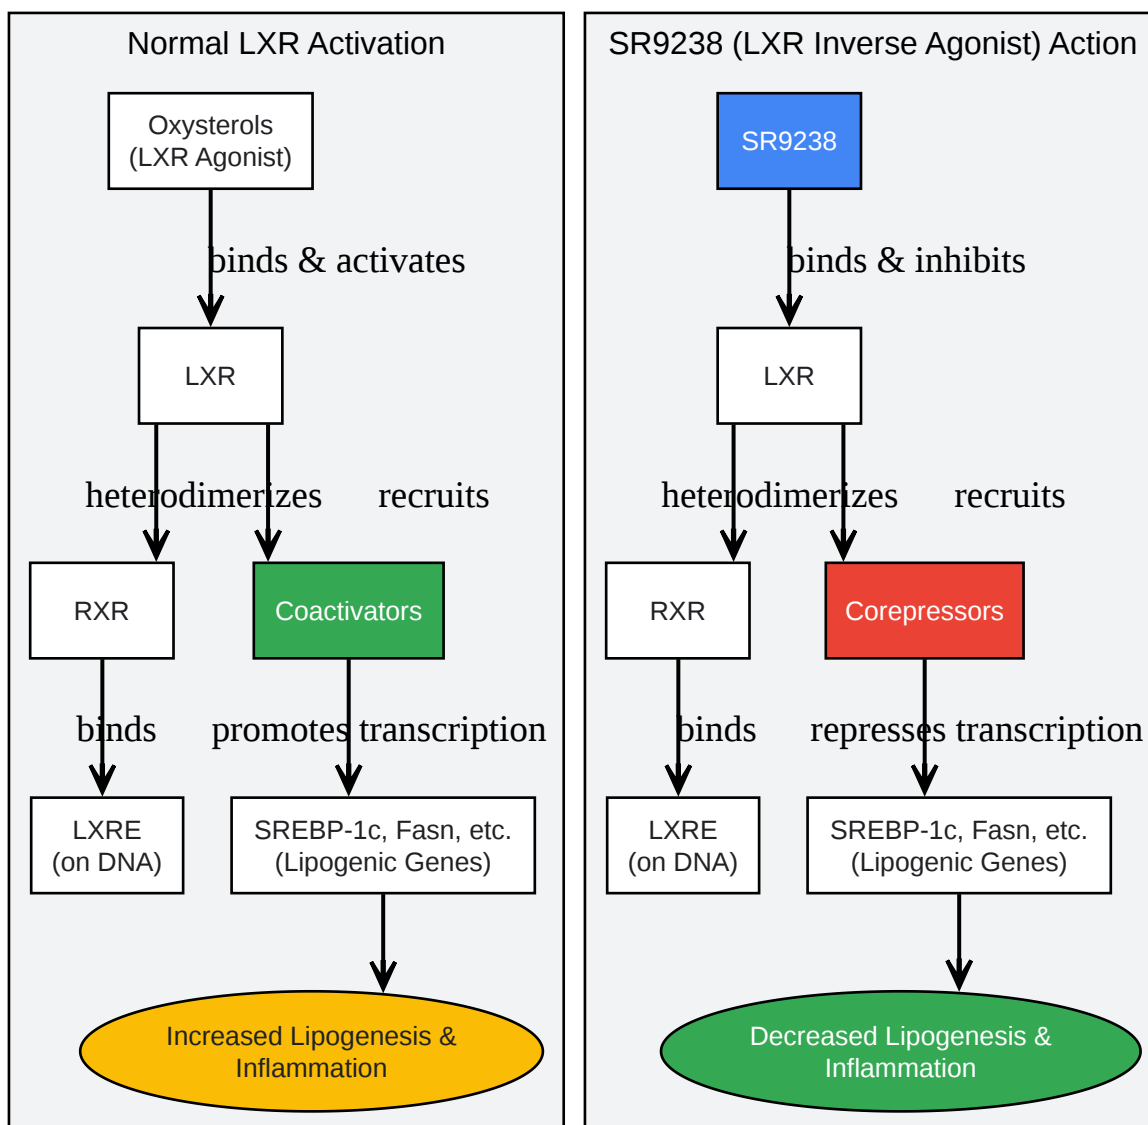 Normal LXR Activation
Oxysterols
(LXR Agonist)
binds & activates
LXR
heterodimerizes
recruits
RXR
Coactivators
binds
promotes transcription
LXRE
(on DNA)
SREBP-1c, Fasn, etc.
(Lipogenic Genes)
Increased Lipogenesis &
Inflammation
SR9238 (LXR Inverse Agonist) Action
SR9238
binds & inhibits
LXR
heterodimerizes
recruits
RXR
Corepressors
binds
represses transcription
LXRE
(on DNA)
SREBP-1c, Fasn, etc.
(Lipogenic Genes)
Decreased Lipogenesis &
Inflammation